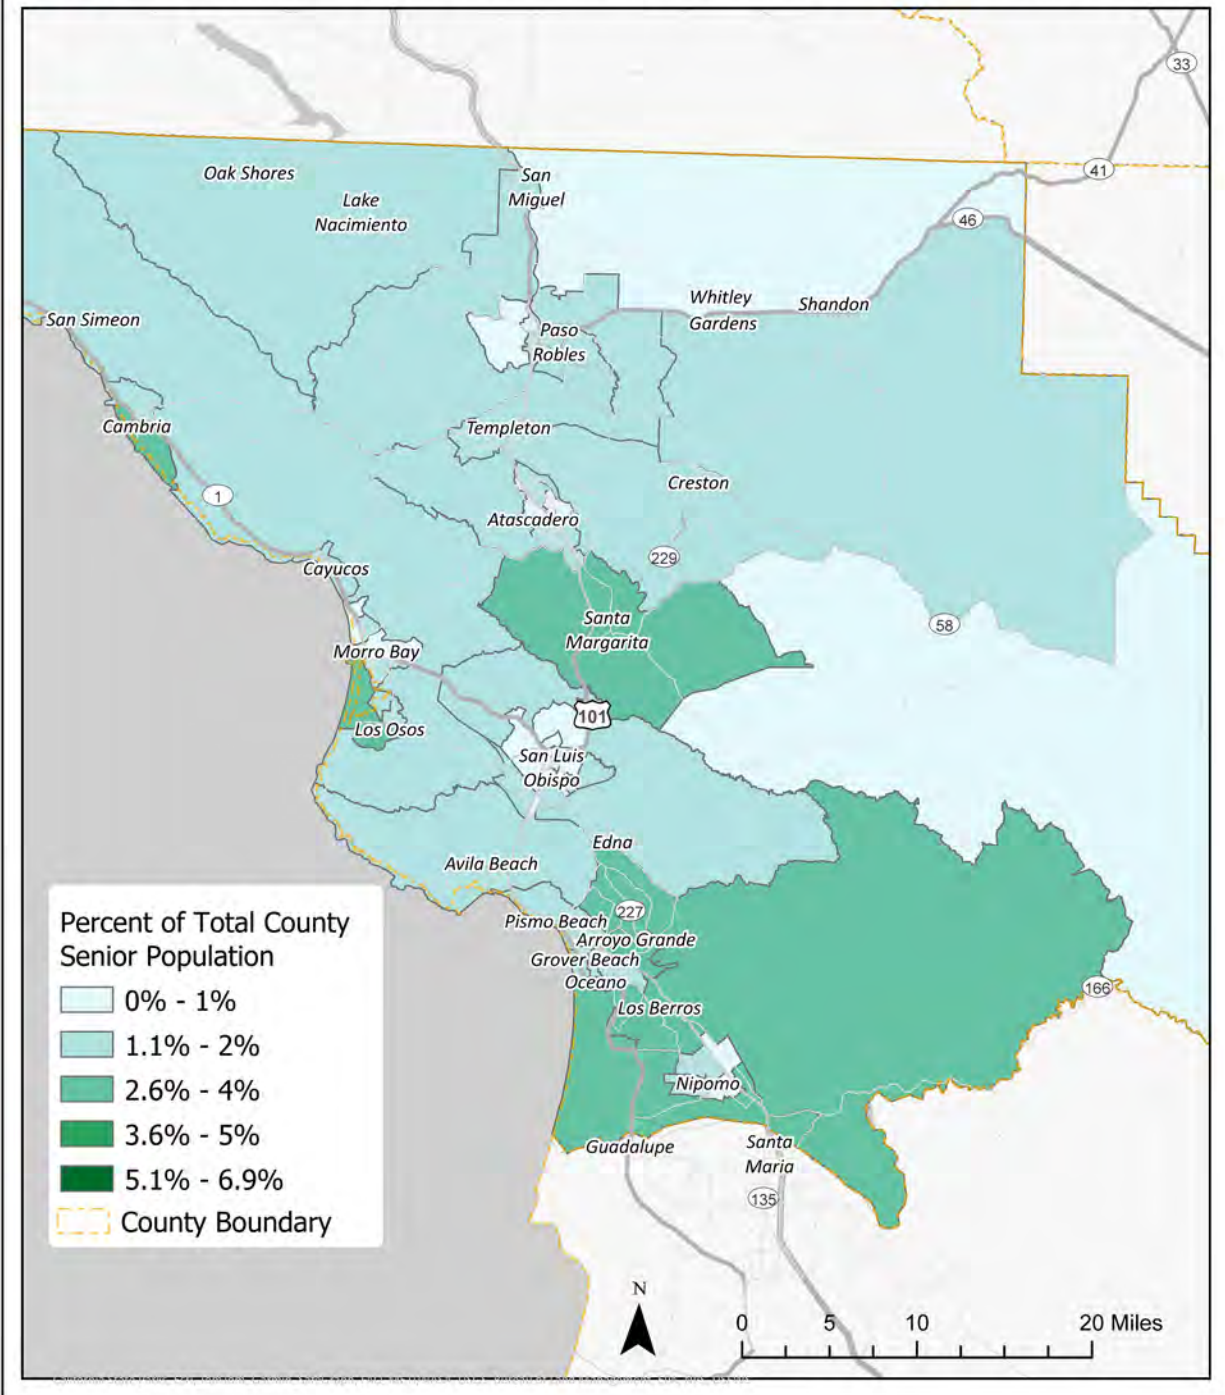 33
41
46
Oak Shores
San
Miguel
Lake
Nacimiento
San Simeon
Whitley
Gardens
Shandon
Paso
Robles
Cambria
Templeton
Creston
1
Atascadero
229
Cayucos
Santa
Margarita
58
Morro Bay
101
Los Osos
San Luis
Obispo
Edna
Avila Beach
227
Pismo Beach
Arroyo Grande
Grover Beach
Oceano
166
Los Berros
Nipomo
Guadalupe
Santa
Maria
135
Percent of Total County
Senior Population
0% - 1%
1.1% - 2%
2.6% - 4%
3.6% - 5%
5.1% - 6.9%
County Boundary
N
0 5 10 20 Miles